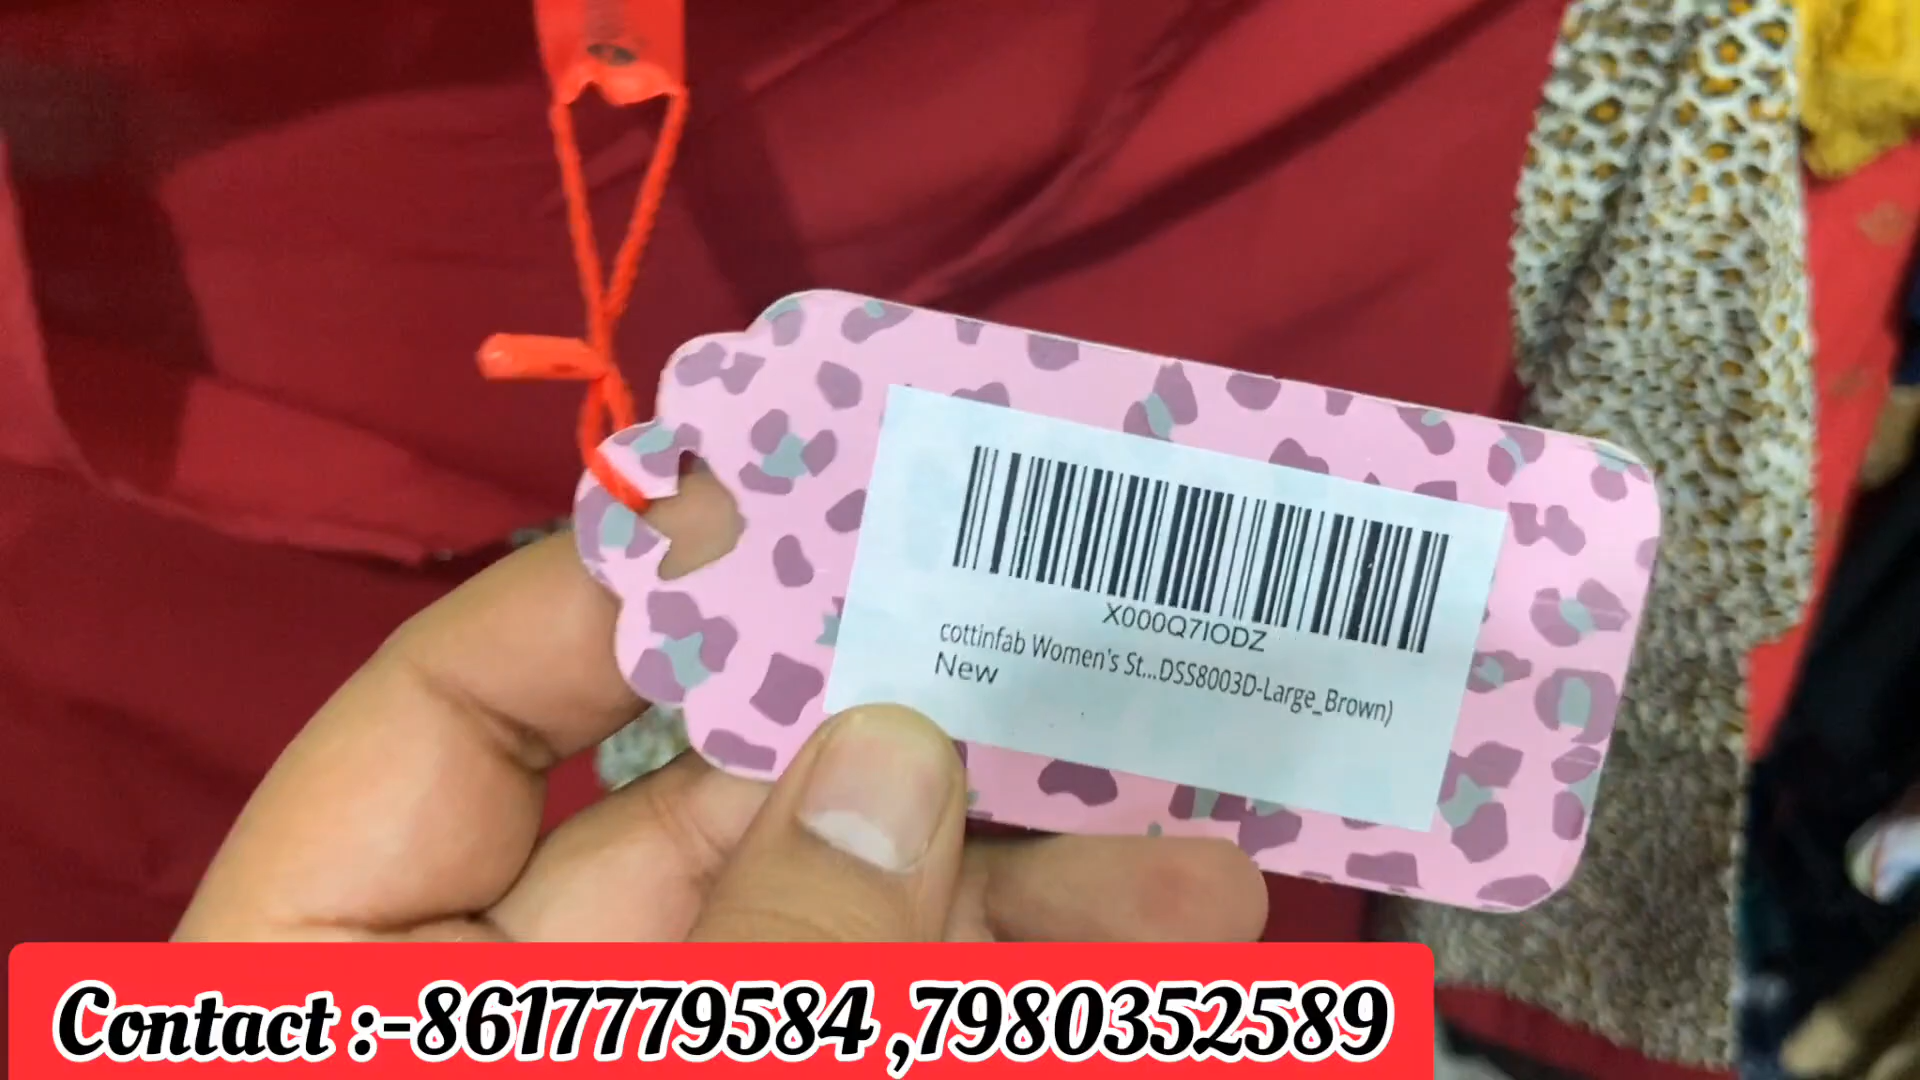 X000Q7IODZ
cottinfab Women's St...DSS8003D-Large_Brown)
New
Contact :-8617779584 ,7980352589